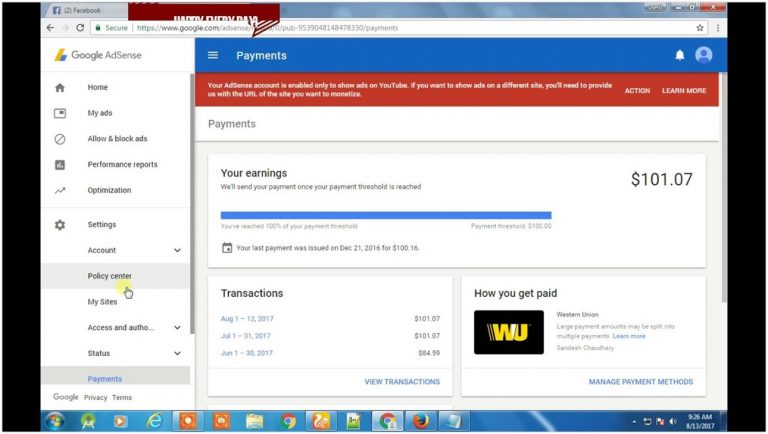 (2) Facebook
HAPPY EVERY DAY!
Secure
https://www.google.com/adsense/
/pub-9539048148478330/payments
Google AdSense
Payments
Home
My ads
Allow & block ads
Performance reports
Optimization
Settings
Account
Policy center
My Sites
Access and autho...
Status
Payments
Google Privacy Terms
Your AdSense account is enabled only to show ads on YouTube. If you want to show ads on a different site, you'll need to provide
us with the URL of the site you want to monetize.
ACTION
LEARN MORE
Payments
Your earnings
We'll send your payment once your payment threshold is reached
$101.07
You've reached 100% of your payment threshold
Payment threshold: $100.00
Your last payment was issued on Dec 21, 2016 for $100.16.
Transactions
Aug 1 – 12, 2017 $101.07
Jul 1 – 31, 2017 $101.07
Jun 1 – 30, 2017 $84.59
VIEW TRANSACTIONS
How you get paid
WU
Western Union
Large payment amounts may be split into
multiple payments. Learn more
Sandesh Chaudhary
MANAGE PAYMENT METHODS
9:26 AM
8/13/2017